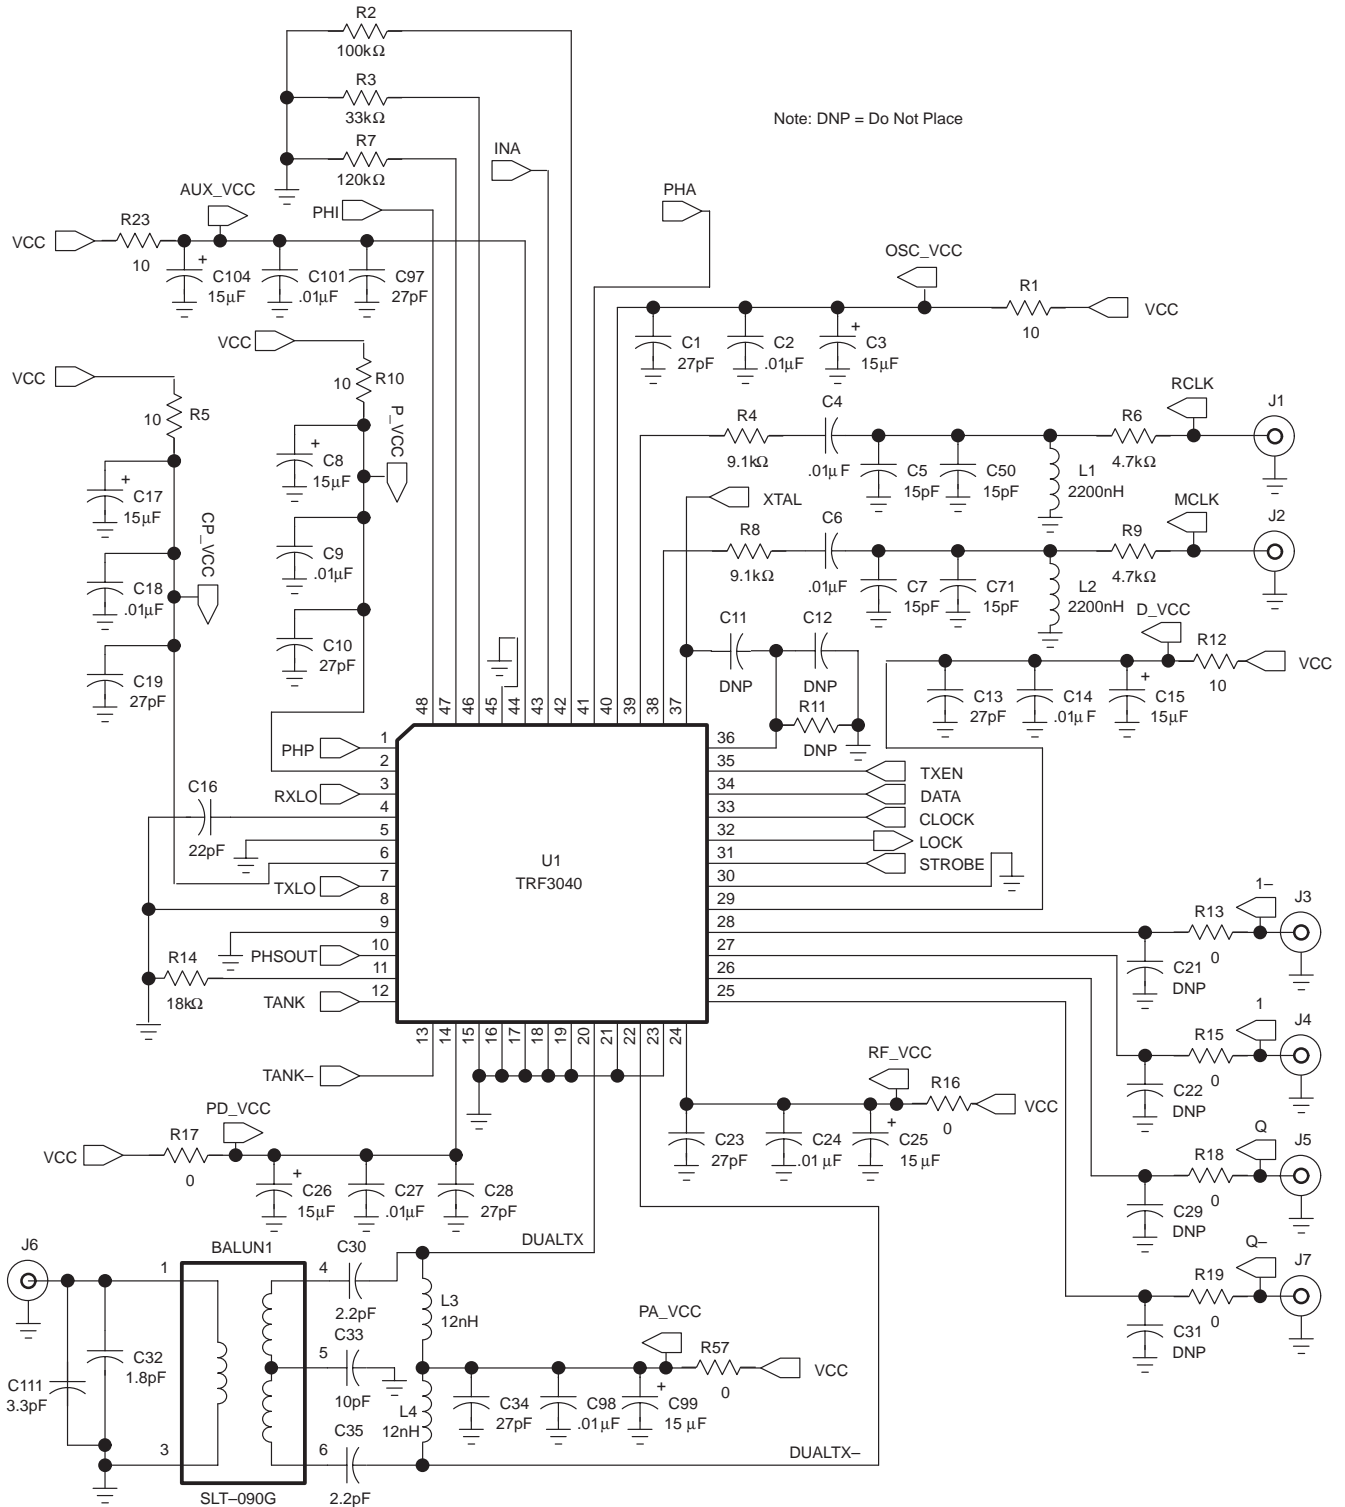 R2
100kΩ
R3
33kΩ
R7
120kΩ
Note: DNP = Do Not Place
INA
PHA
AUX_VCC
PHI
R23
VCC
10
+
C104
15μF
C101
.01μF
C97
27pF
OSC_VCC
R1
VCC
10
C1
27pF
C2
.01μF
+
C3
15μF
VCC
10
R10
P_VCC
+
C8
15μF
C9
.01μF
C10
27pF
VCC
10
R5
+
C17
15μF
CP_VCC
C18
.01μF
C19
27pF
RCLK
J1
R4
9.1kΩ
C4
.01μF
C5
15pF
C50
15pF
L1
2200nH
R6
4.7kΩ
XTAL
MCLK
J2
R8
9.1kΩ
C6
.01μF
C7
15pF
C71
15pF
L2
2200nH
R9
4.7kΩ
D_VCC
R12
VCC
10
C11
DNP
C12
DNP
R11
DNP
C13
27pF
C14
.01μF
+
C15
15μF
48
47
46
45
44
43
42
41
40
39
38
37
PHP
1
2
RXLO
3
C16
22pF
4
5
6
TXLO
7
8
9
PHSOUT
10
R14
18kΩ
11
TANK
12
U1
TRF3040
36
35
TXEN
34
DATA
33
CLOCK
32
LOCK
31
STROBE
30
29
28
27
26
25
13
14
15
16
17
18
19
20
21
22
23
24
1–
J3
R13
0
C21
DNP
1
J4
R15
0
C22
DNP
Q
J5
R18
0
C29
DNP
Q–
J7
R19
0
C31
DNP
TANK–
RF_VCC
R16
VCC
0
C23
27pF
C24
.01μF
+
C25
15μF
PD_VCC
R17
VCC
0
+
C26
15μF
C27
.01μF
C28
27pF
DUALTX
J6
BALUN1
1
4
5
6
3
C30
2.2pF
C33
10pF
C35
2.2pF
L3
12nH
L4
12nH
C32
1.8pF
C111
3.3pF
PA_VCC
R57
VCC
0
C34
27pF
C98
.01μF
+
C99
15μF
DUALTX–
SLT–090G